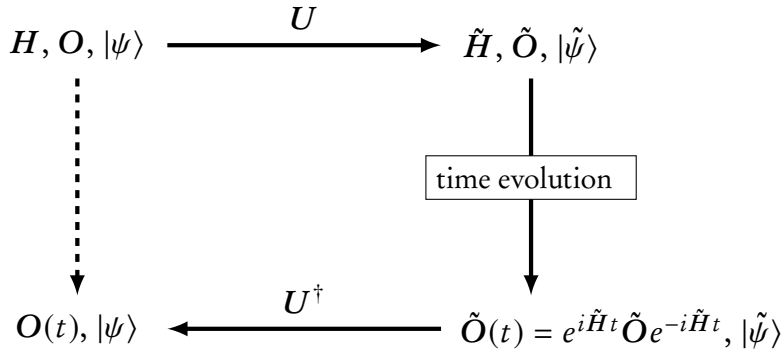 H, O, |ψ⟩
U
H̃, Õ, |ψ̃⟩
time evolution
O(t), |ψ⟩
U†
Õ(t) = e^{iH̃t}Õe^{−iH̃t}, |ψ̃⟩